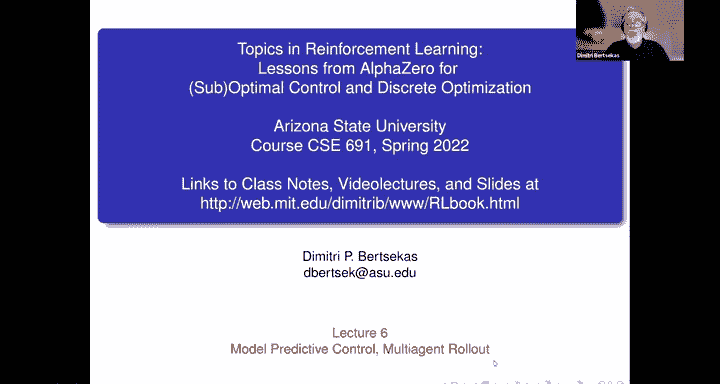 Topics in Reinforcement Learning:
Lessons from AlphaZero for
(Sub)Optimal Control and Discrete Optimization
Arizona State University
Course CSE 691, Spring 2022
Links to Class Notes, Videolectures, and Slides at
http://web.mit.edu/dimitrib/www/RLbook.html
Dimitri Bertsekas
Dimitri P. Bertsekas
dbertsek@asu.edu
Lecture 6
Model Predictive Control, Multiagent Rollout